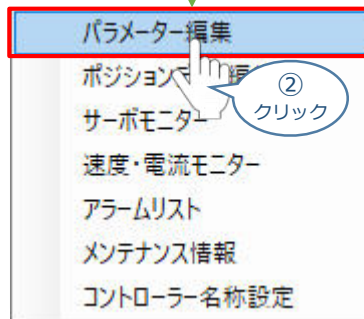 パラメーター編集
ポジション
②
クリック
サーボモニター
速度・電流モニター
アラームリスト
メンテナンス情報
コントローラー名称設定